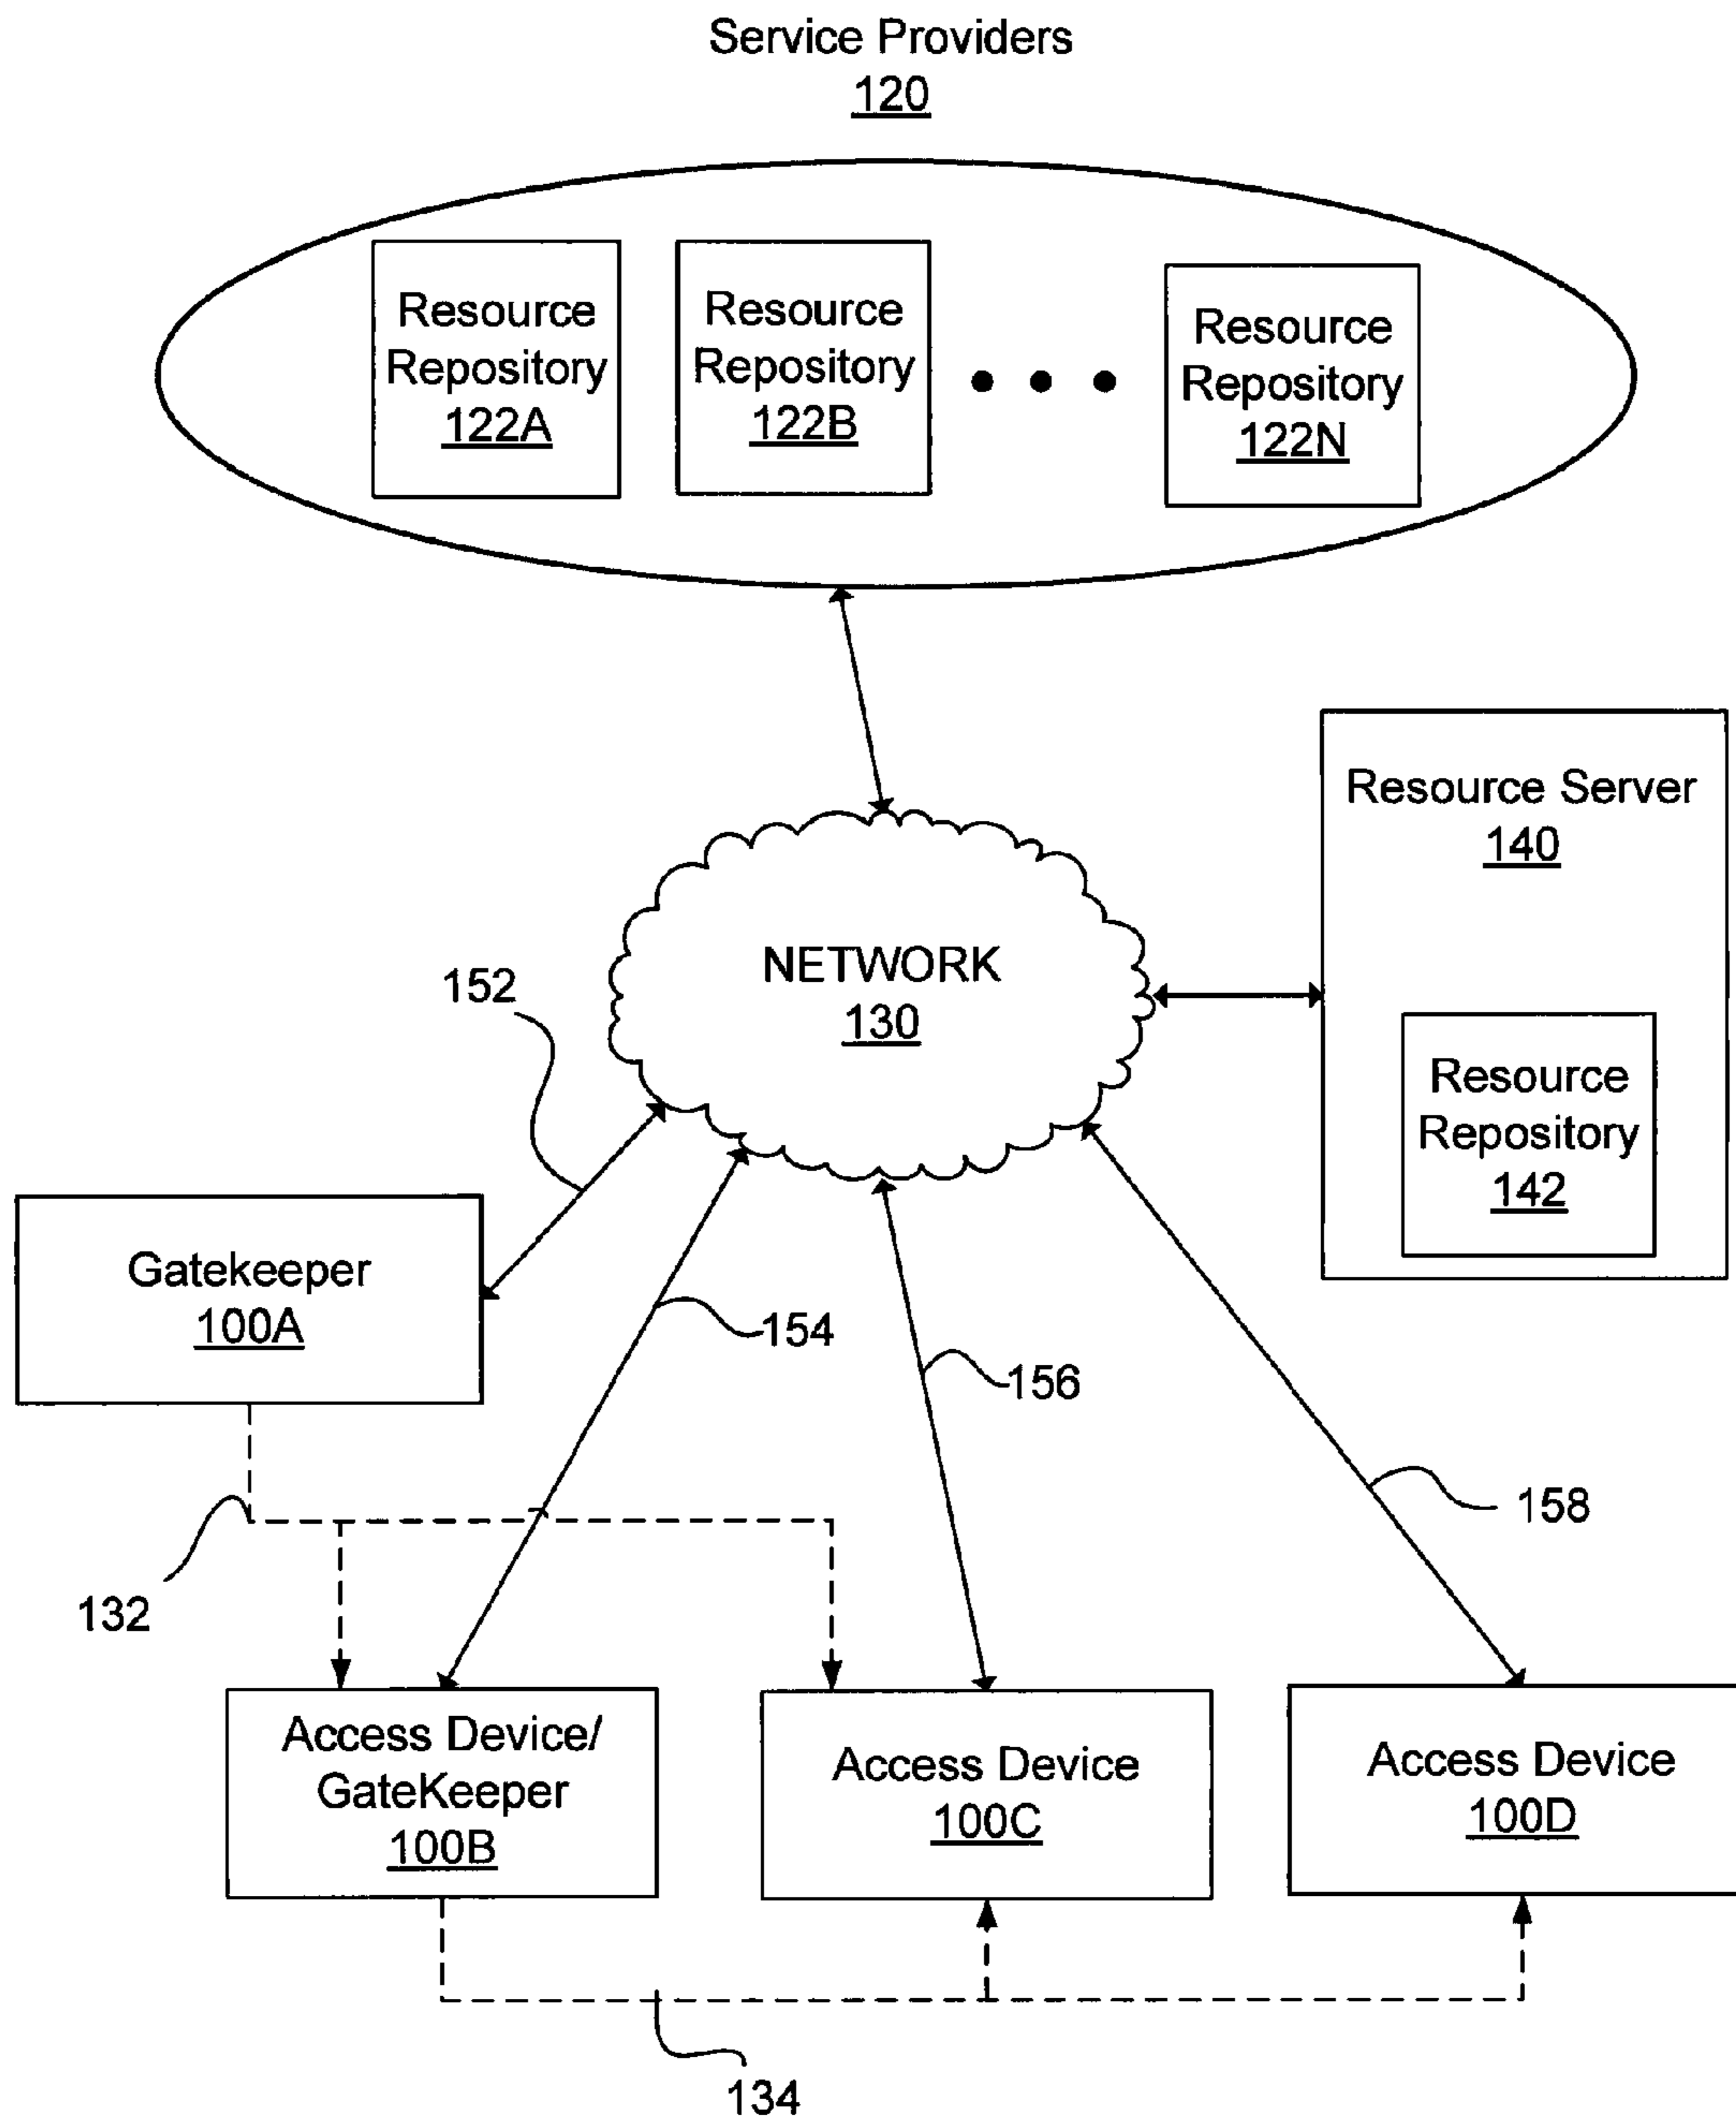 Service Providers
120
Resource
Repository
122A
Resource
Repository
122B
Resource
Repository
122N
Resource Server
140
NETWORK
130
152
Resource
Repository
142
Gatekeeper
100A
154
156
158
132
Access Device/
GateKeeper
100B
Access Device
100C
Access Device
100D
134